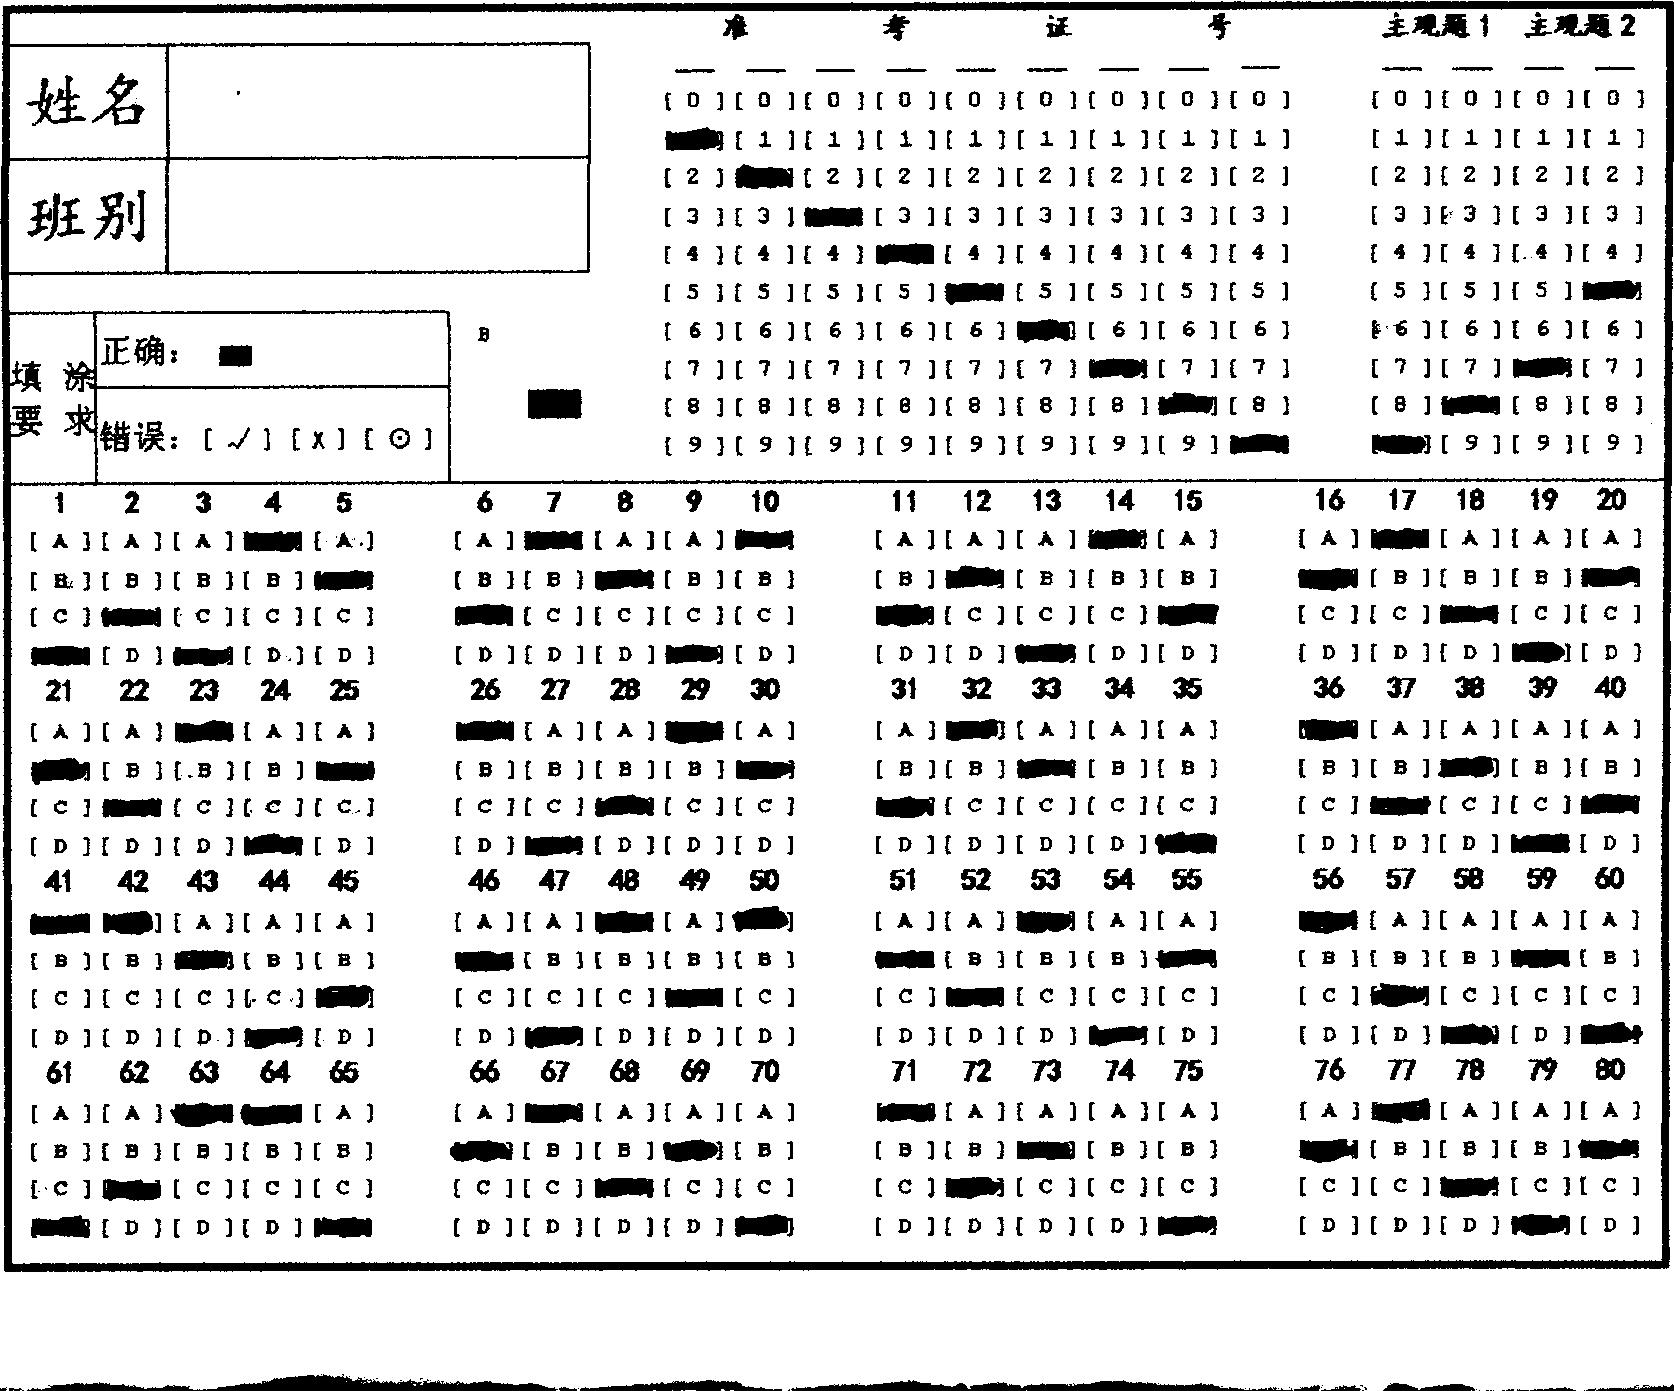 准 考 证 号
主观题1 主观题2
姓名
班别
[0][0][0][0][0][0][0][0][0] [0][0][0][0]
[1][1][1][1][1][1][1][1] [1][1][1][1]
[2][2][2][2][2][2][2][2] [2][2][2][2]
[3][3][3][3][3][3][3][3] [3][3][3][3]
[4][4][4][4][4][4][4][4] [4][4][4][4]
[5][5][5][5][5][5][5][5] [5][5][5]
[6][6][6][6][6][6][6][6] [6][6][6][6]
[7][7][7][7][7][7][7][7] [7][7][7]
[8][8][8][8][8][8][8][8] [8][8][8]
[9][9][9][9][9][9][9][9] [9][9][9]
填涂
要求
正确：
错误：[√][x][⊙]
B
1 2 3 4 5 6 7 8 9 10 11 12 13 14 15 16 17 18 19 20
[A][A][A][A] [A][A][A] [A][A][A][A] [A][A][A][A]
[B][B][B][B] [B][B][B][B] [B][B][B][B] [B][B][B]
[C][C][C][C] [C][C][C][C] [C][C][C] [C][C][C][C]
[D][D][D] [D][D][D][D] [D][D][D][D] [D][D][D][D]
21 22 23 24 25 26 27 28 29 30 31 32 33 34 35 36 37 38 39 40
[A][A][A][A] [A][A][A] [A][A][A][A] [A][A][A][A]
[B][B][B] [B][B][B][B] [B][B][B][B] [B][B][B][B]
[C][C][C][C] [C][C][C][C] [C][C][C][C] [C][C][C]
[D][D][D][D] [D][D][D][D] [D][D][D][D] [D][D][D][D]
41 42 43 44 45 46 47 48 49 50 51 52 53 54 55 56 57 58 59 60
[A][A][A] [A][A][A] [A][A][A][A] [A][A][A][A]
[B][B][B][B] [B][B][B][B] [B][B][B] [B][B][B][B]
[C][C][C][C] [C][C][C][C] [C][C][C][C] [C][C][C][C]
[D][D][D][D] [D][D][D][D] [D][D][D][D] [D][D][D]
61 62 63 64 65 66 67 68 69 70 71 72 73 74 75 76 77 78 79 80
[A][A][A] [A][A][A][A] [A][A][A][A] [A][A][A][A]
[B][B][B][B][B] [B][B][B] [B][B][B][B] [B][B][B]
[C][C][C][C] [C][C][C][C] [C][C][C][C] [C][C][C][C]
[D][D][D] [D][D][D][D] [D][D][D][D] [D][D][D][D]